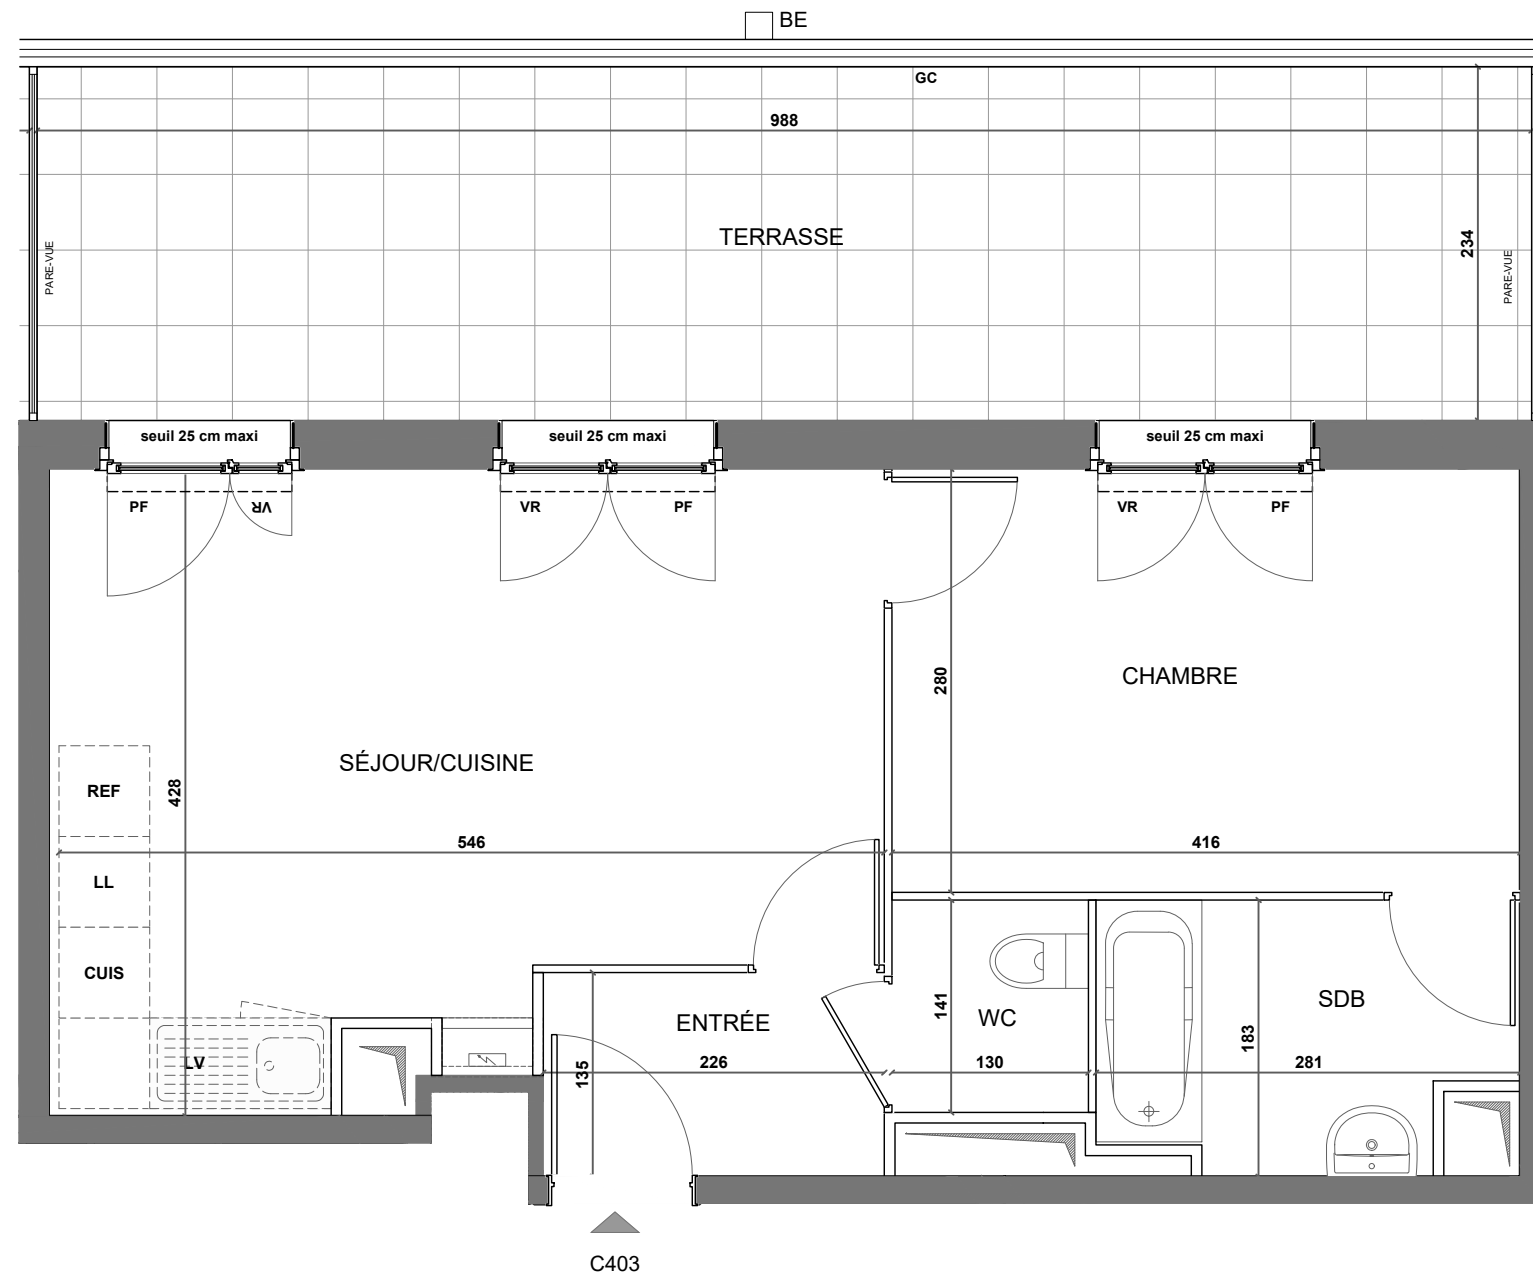 BE
GC
988
TERRASSE
234
PARE-VUE
PARE-VUE
seuil 25 cm maxi
seuil 25 cm maxi
seuil 25 cm maxi
PF
VR
VR
PF
VR
PF
CHAMBRE
280
SÉJOUR/CUISINE
REF
428
546
416
LL
CUIS
SDB
WC
ENTRÉE
141
183
LV
135
226
130
281
C403